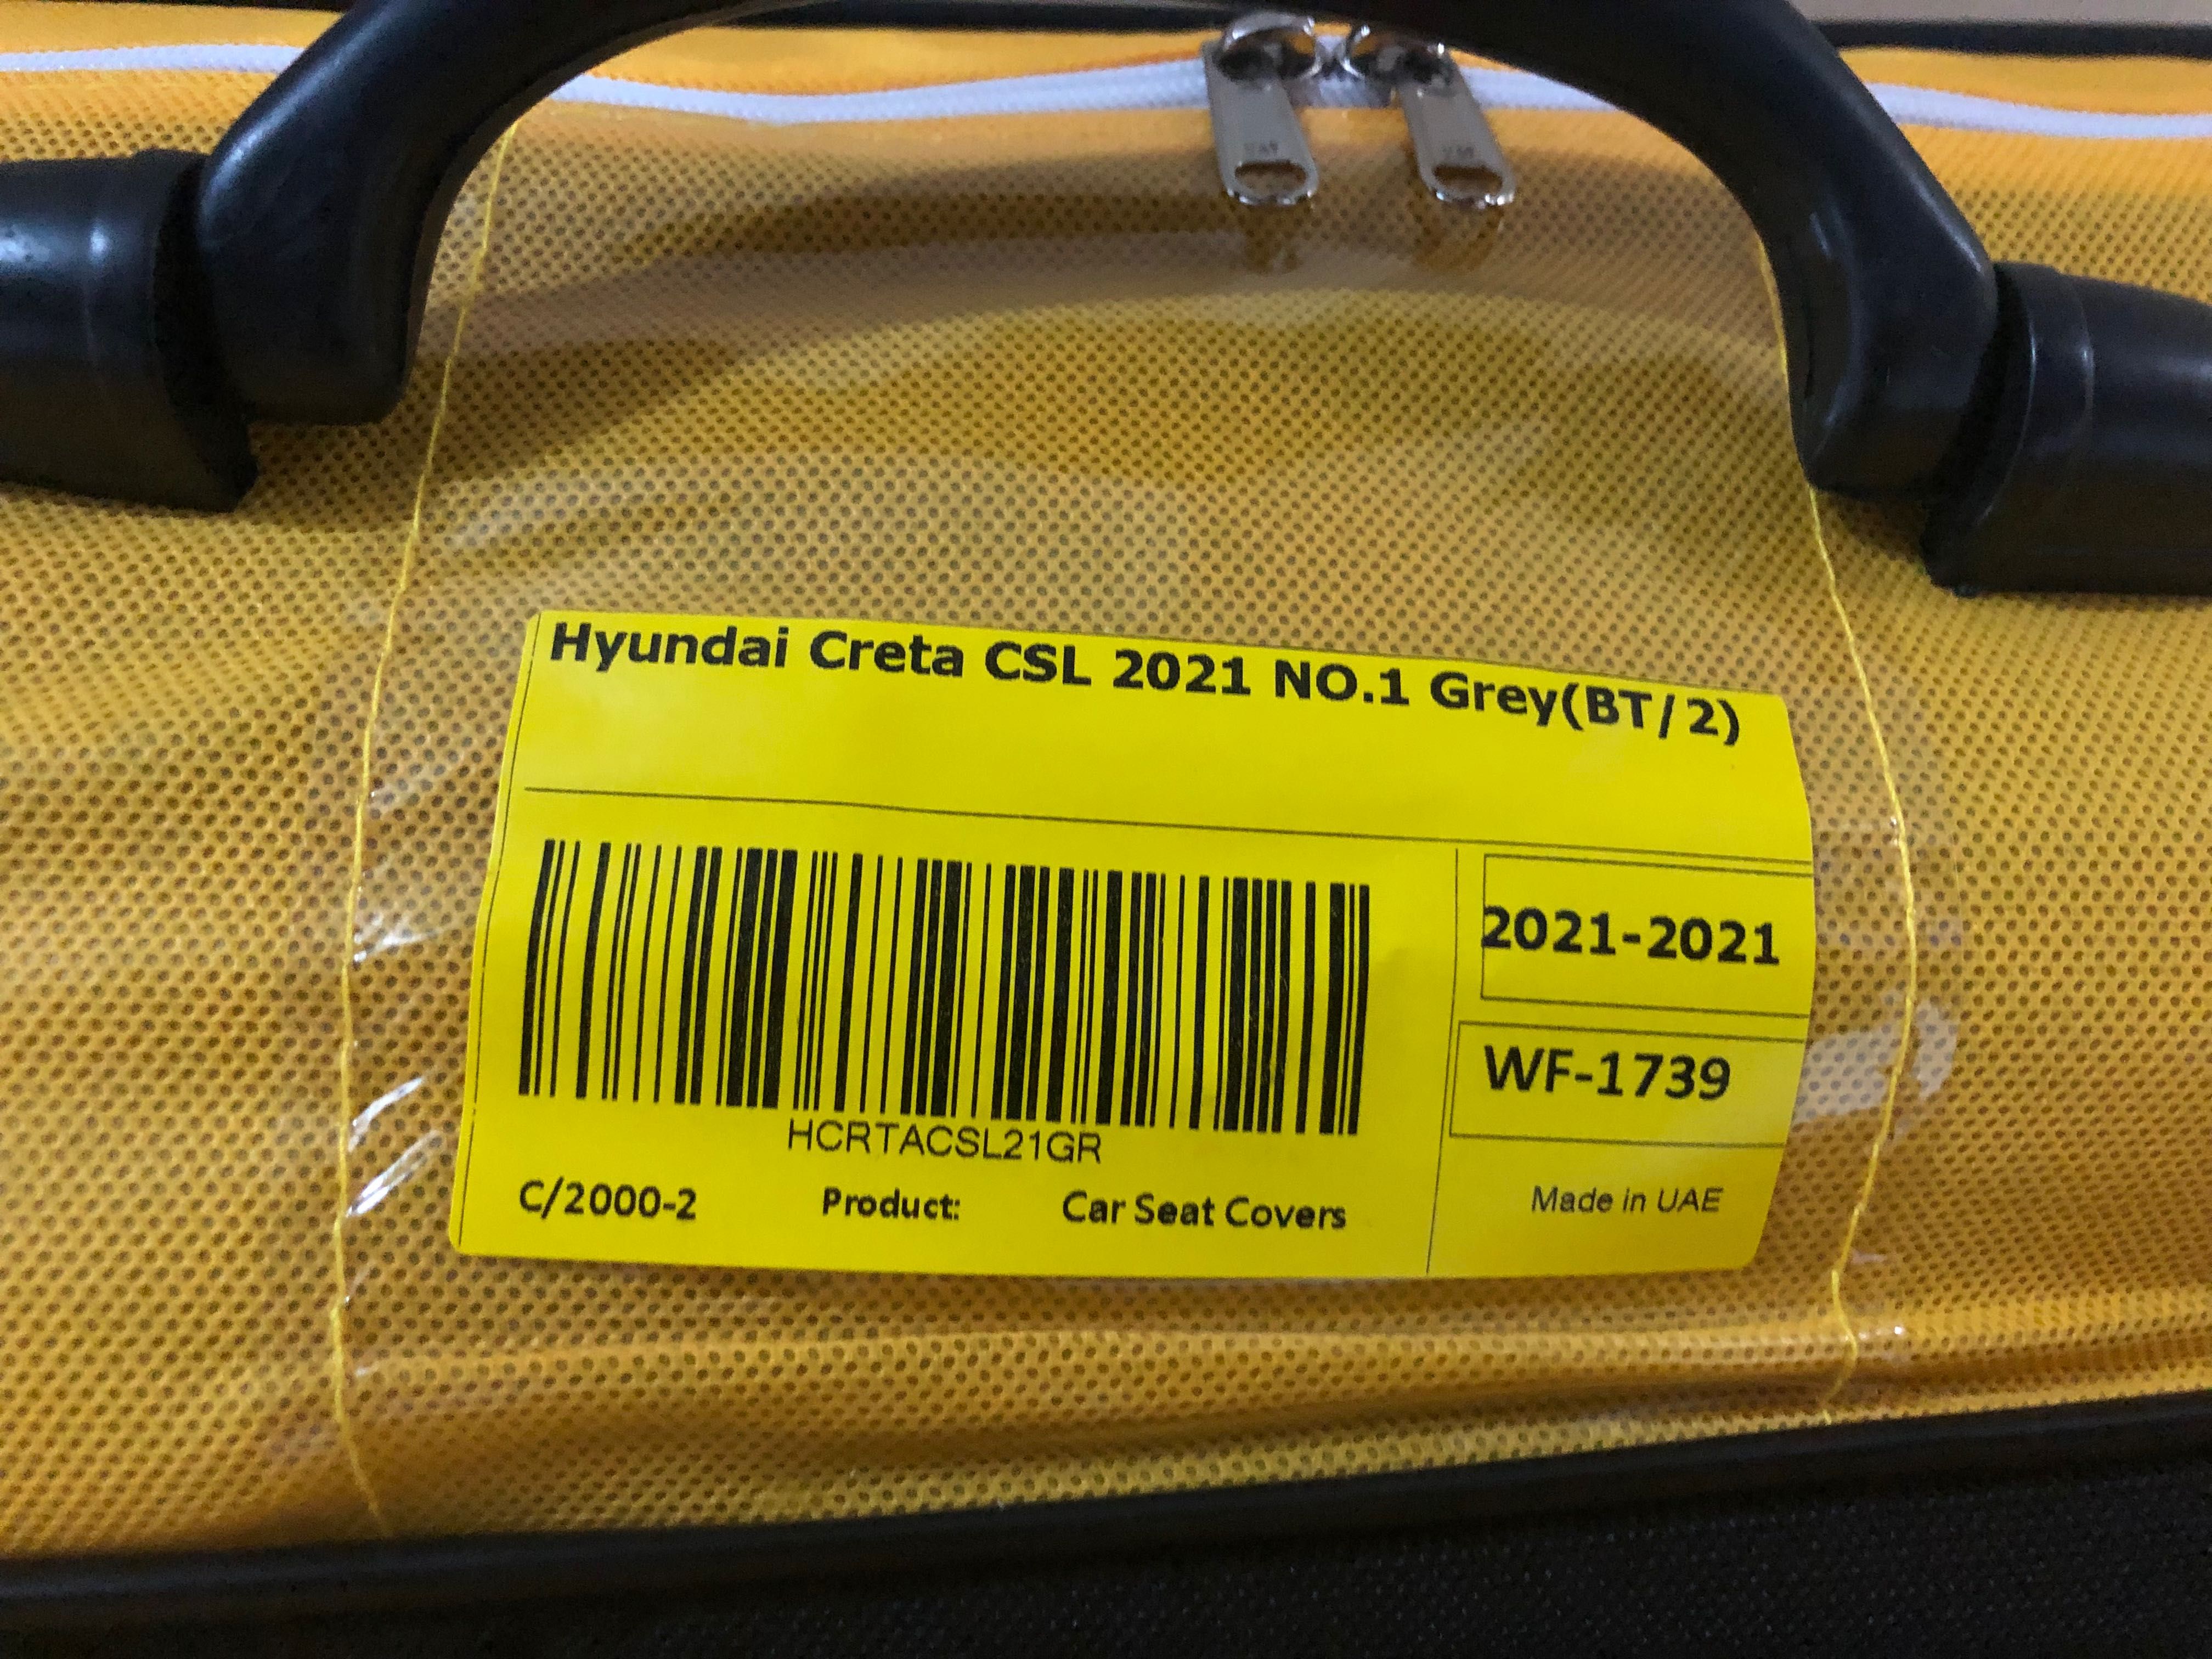 Hyundai Creta CSL 2021 NO.1 Grey(BT/2)
2021-2021
WF-1739
HCRTACSL21GR
C/2000-2 Product: Car Seat Covers
Made in UAE